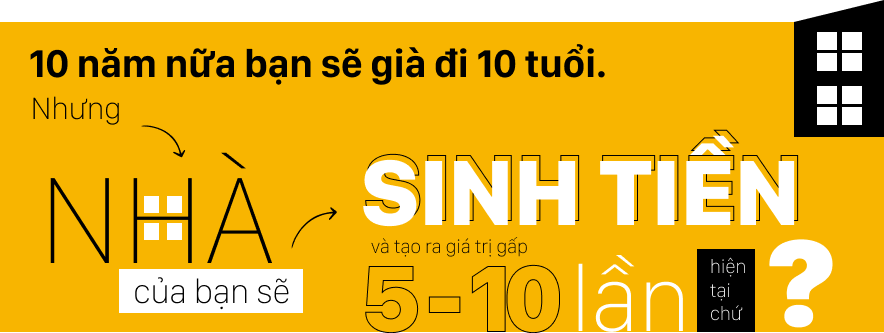 10 năm nữa bạn sẽ già đi 10 tuổi.
Nhưng
NHÀ
của bạn sẽ
SINH TIỀN
và tạo ra giá trị gấp
5 - 10 lần
hiện
tại
chứ
?